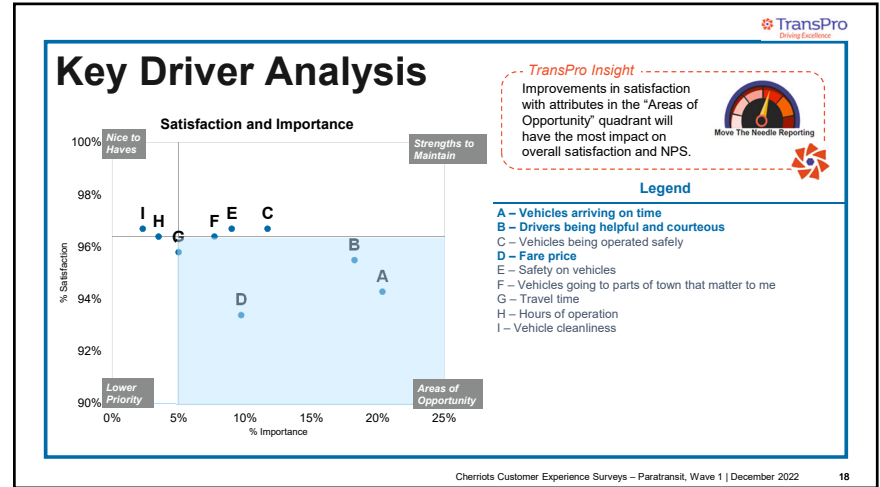 TransPro
Driving Excellence
Key Driver Analysis
TransPro Insight
Improvements in satisfaction
with attributes in the “Areas of
Opportunity” quadrant will
have the most impact on
overall satisfaction and NPS.
Move The Needle Reporting
Satisfaction and Importance
Nice to
Haves
Strengths to
Maintain
100%
98%
96%
94%
92%
90%
% Satisfaction
I
H
G
F
E
C
B
A
D
Lower
Priority
Areas of
Opportunity
0%
5%
10%
15%
20%
25%
% Importance
Legend
A – Vehicles arriving on time
B – Drivers being helpful and courteous
C – Vehicles being operated safely
D – Fare price
E – Safety on vehicles
F – Vehicles going to parts of town that matter to me
G – Travel time
H – Hours of operation
I – Vehicle cleanliness
Cherriots Customer Experience Surveys – Paratransit, Wave 1 | December 2022 18